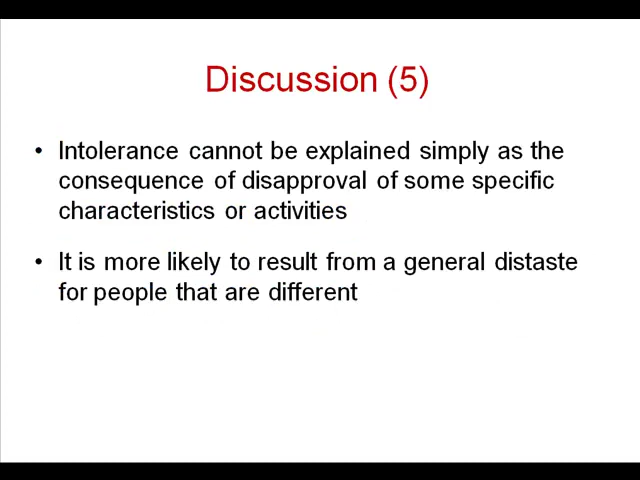 Discussion (5)
• Intolerance cannot be explained simply as the
consequence of disapproval of some specific
characteristics or activities
• It is more likely to result from a general distaste
for people that are different